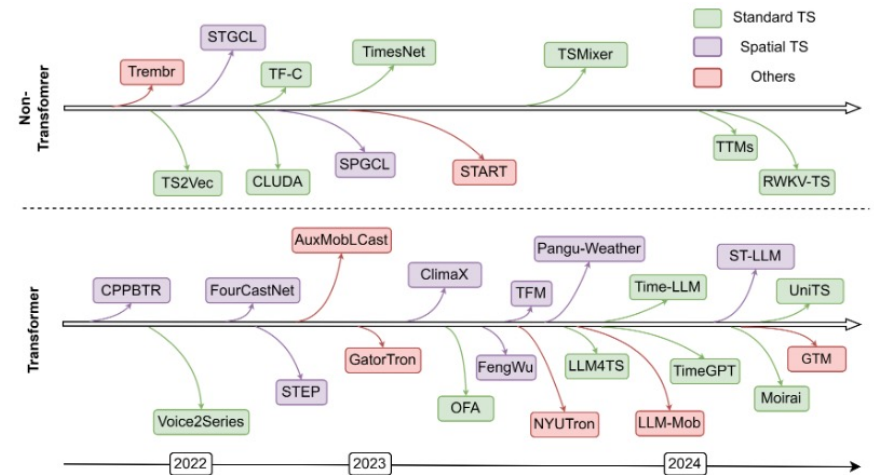 Standard TS
Spatial TS
Others
Non-
Transfomrer
STGCL
Trembr
TF-C
TimesNet
TSMixer
TS2Vec
CLUDA
SPGCL
START
TTMs
RWKV-TS
Transformer
AuxMobLCast
Pangu-Weather
ST-LLM
CPPBTR
FourCastNet
ClimaX
TFM
Time-LLM
UniTS
GatorTron
STEP
FengWu
LLM4TS
TimeGPT
GTM
Voice2Series
OFA
NYUTron
LLM-Mob
Moirai
2022
2023
2024